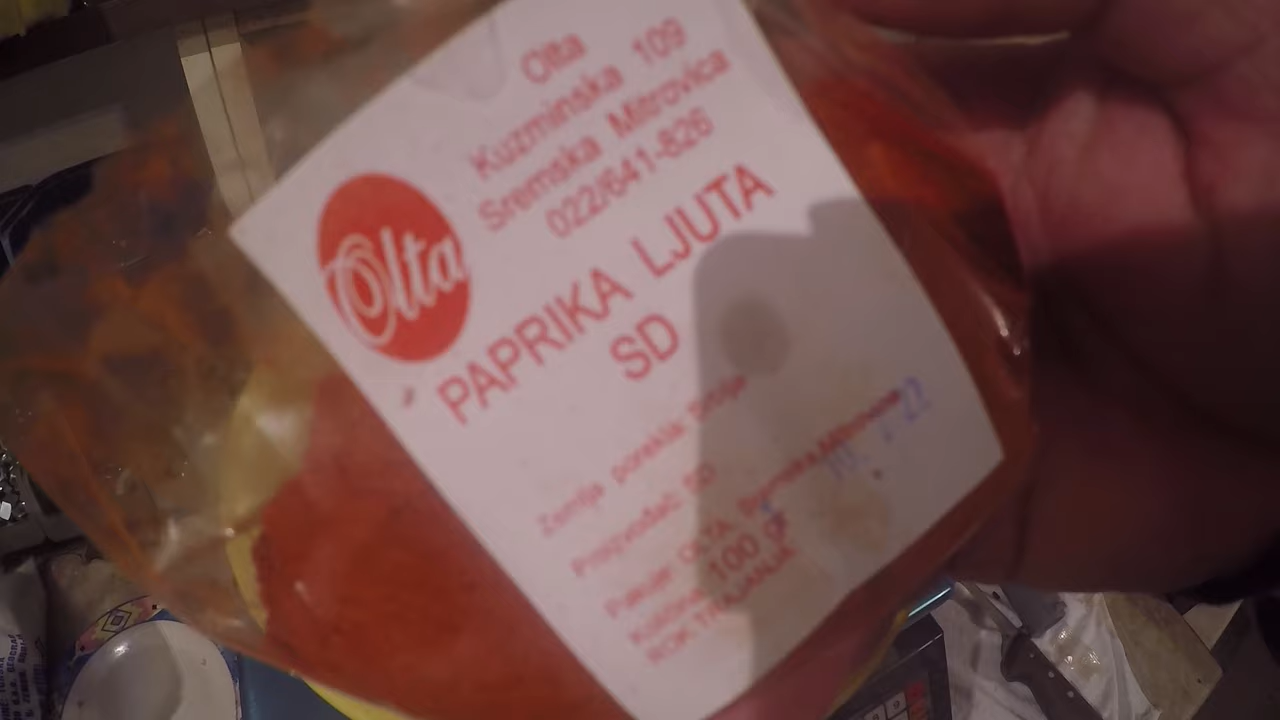 Olta
Kuzminska 109
Sremska Mitrovica
022/641-826
Olta
PAPRIKA LJUTA
SD
Zemlja porekla: Srbija
Proizvođač: SD
Pakuje: OLTA, Sremska Mitrovica
Količina: 100 gr
ROK TRAJANJA: